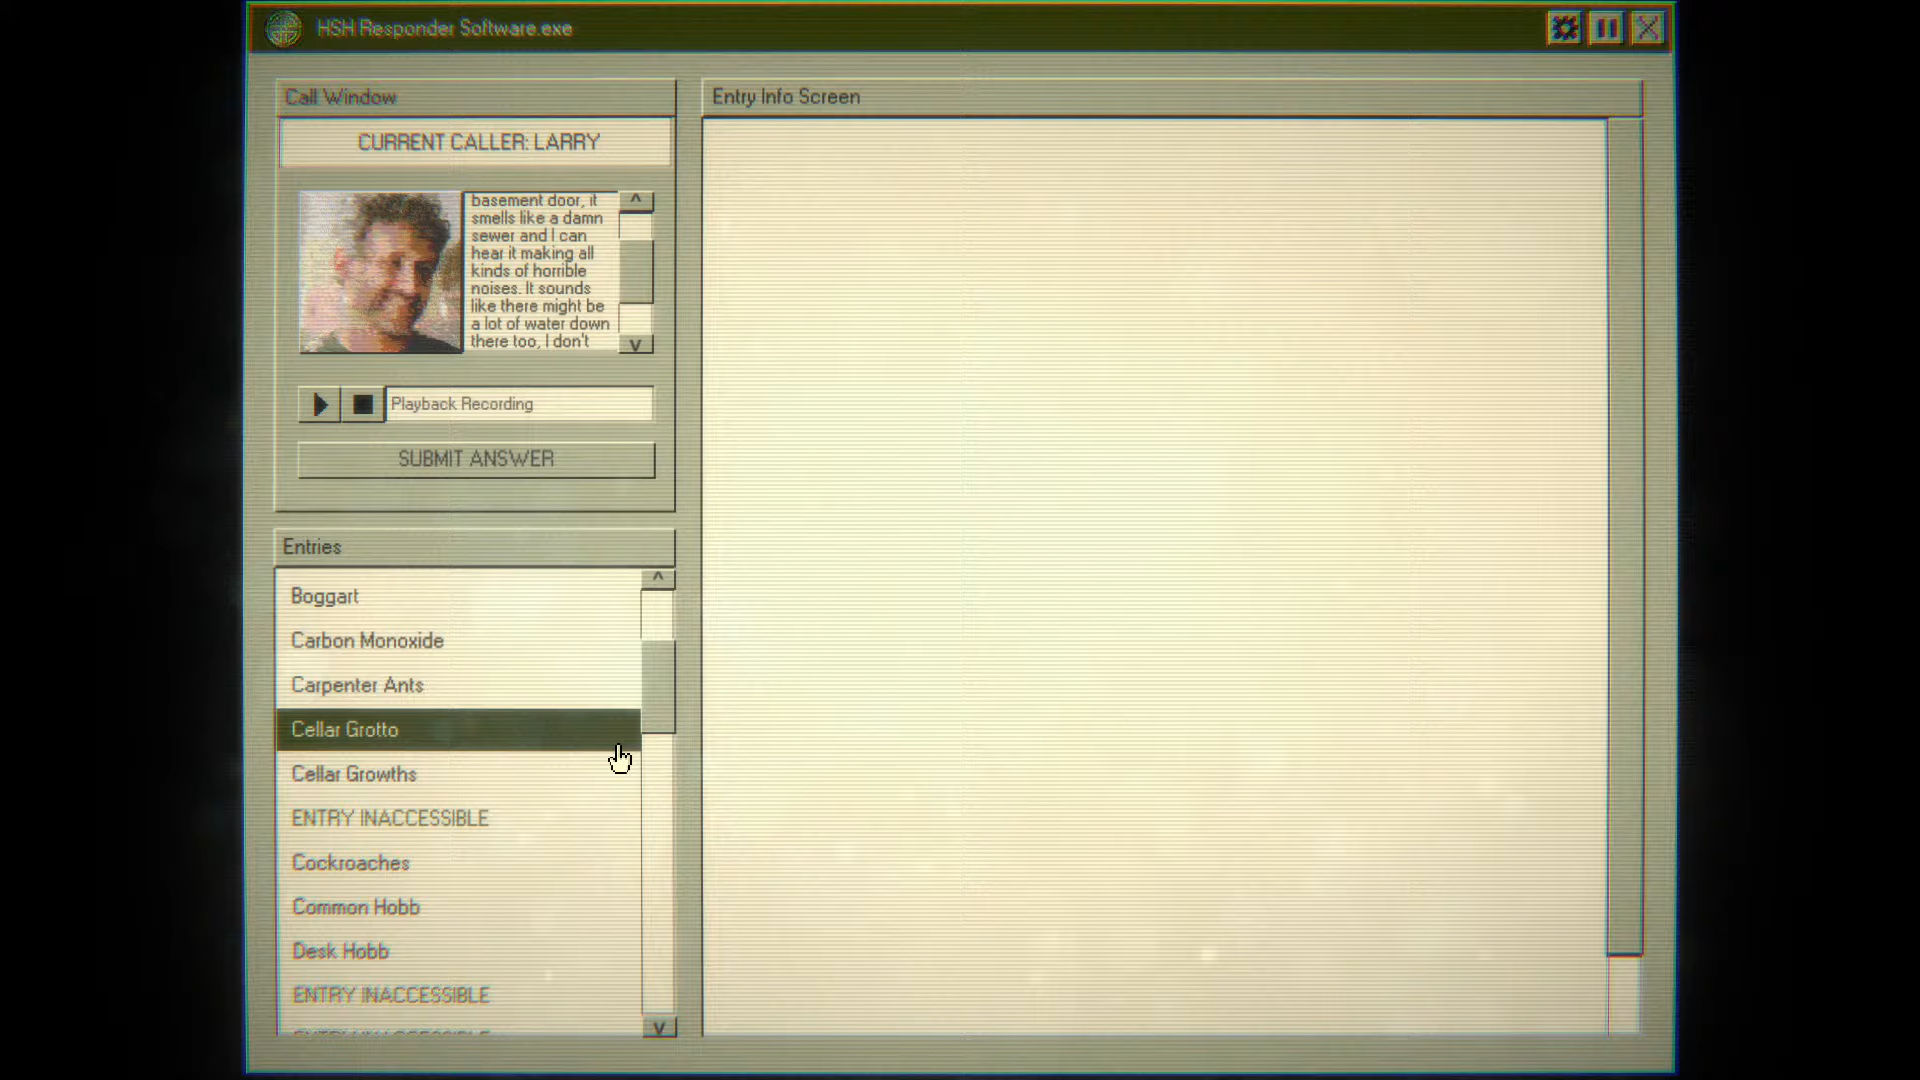 HSH Responder Software.exe
Call Window
CURRENT CALLER: LARRY
basement door, it
smells like a damn
sewer and I can
hear it making all
kinds of horrible
noises. It sounds
like there might be
a lot of water down
there too, I don't
Playback Recording
SUBMIT ANSWER
Entries
Boggart
Carbon Monoxide
Carpenter Ants
Cellar Grotto
Cellar Growths
ENTRY INACCESSIBLE
Cockroaches
Common Hobb
Desk Hobb
ENTRY INACCESSIBLE
Entry Info Screen